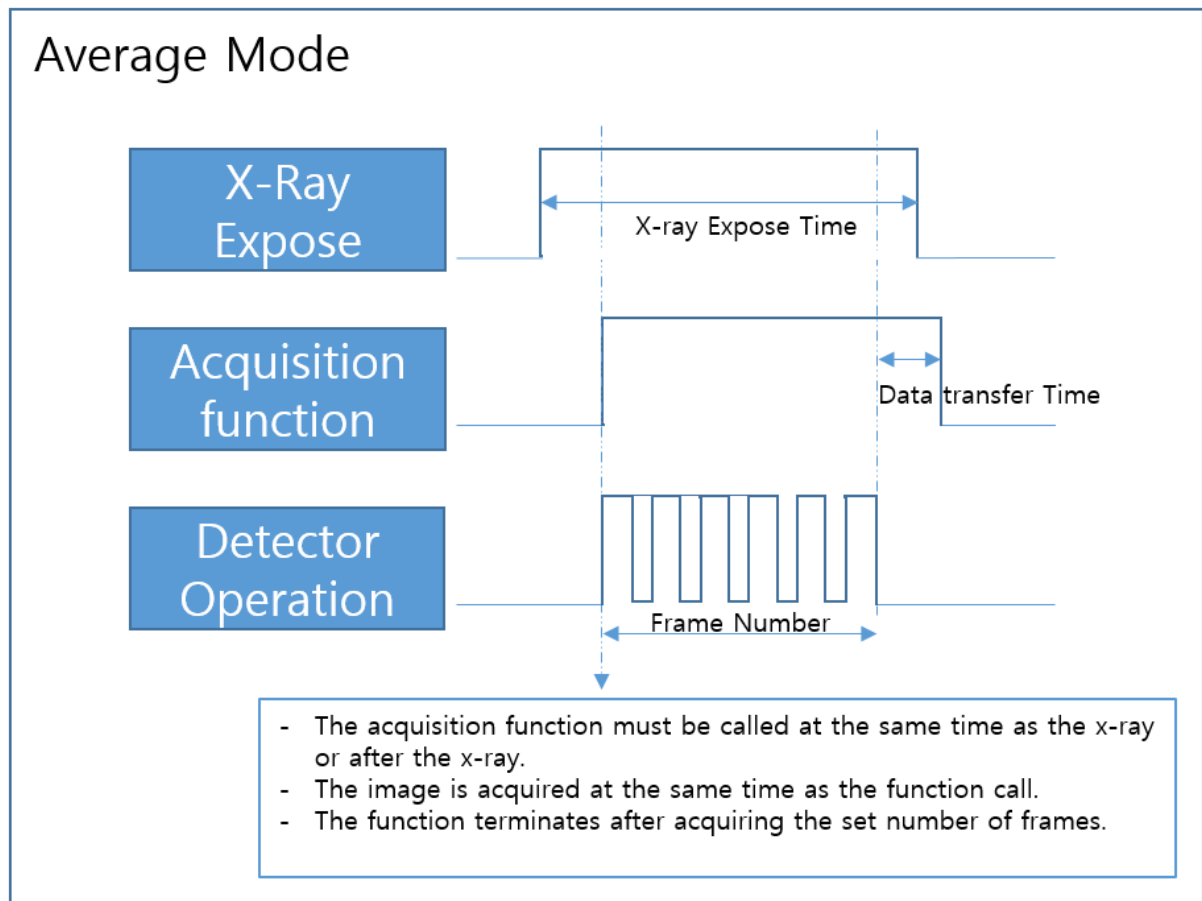 Average Mode
X-Ray
Expose
X-ray Expose Time
Acquisition
function
Data transfer Time
Detector
Operation
Frame Number
- The acquisition function must be called at the same time as the x-ray
or after the x-ray.
- The image is acquired at the same time as the function call.
- The function terminates after acquiring the set number of frames.